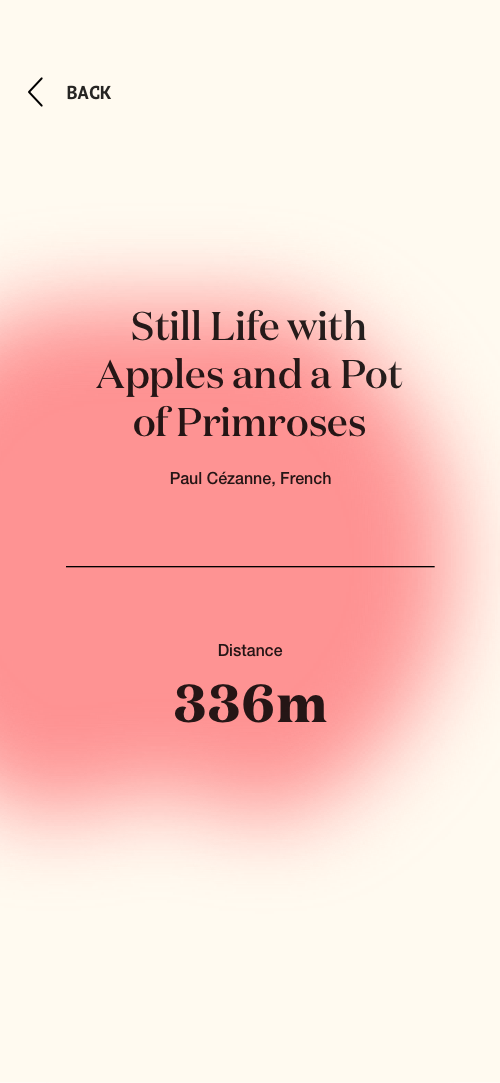 BACK
Still Life with
Apples and a Pot
of Primroses
Paul Cézanne, French
Distance
336m